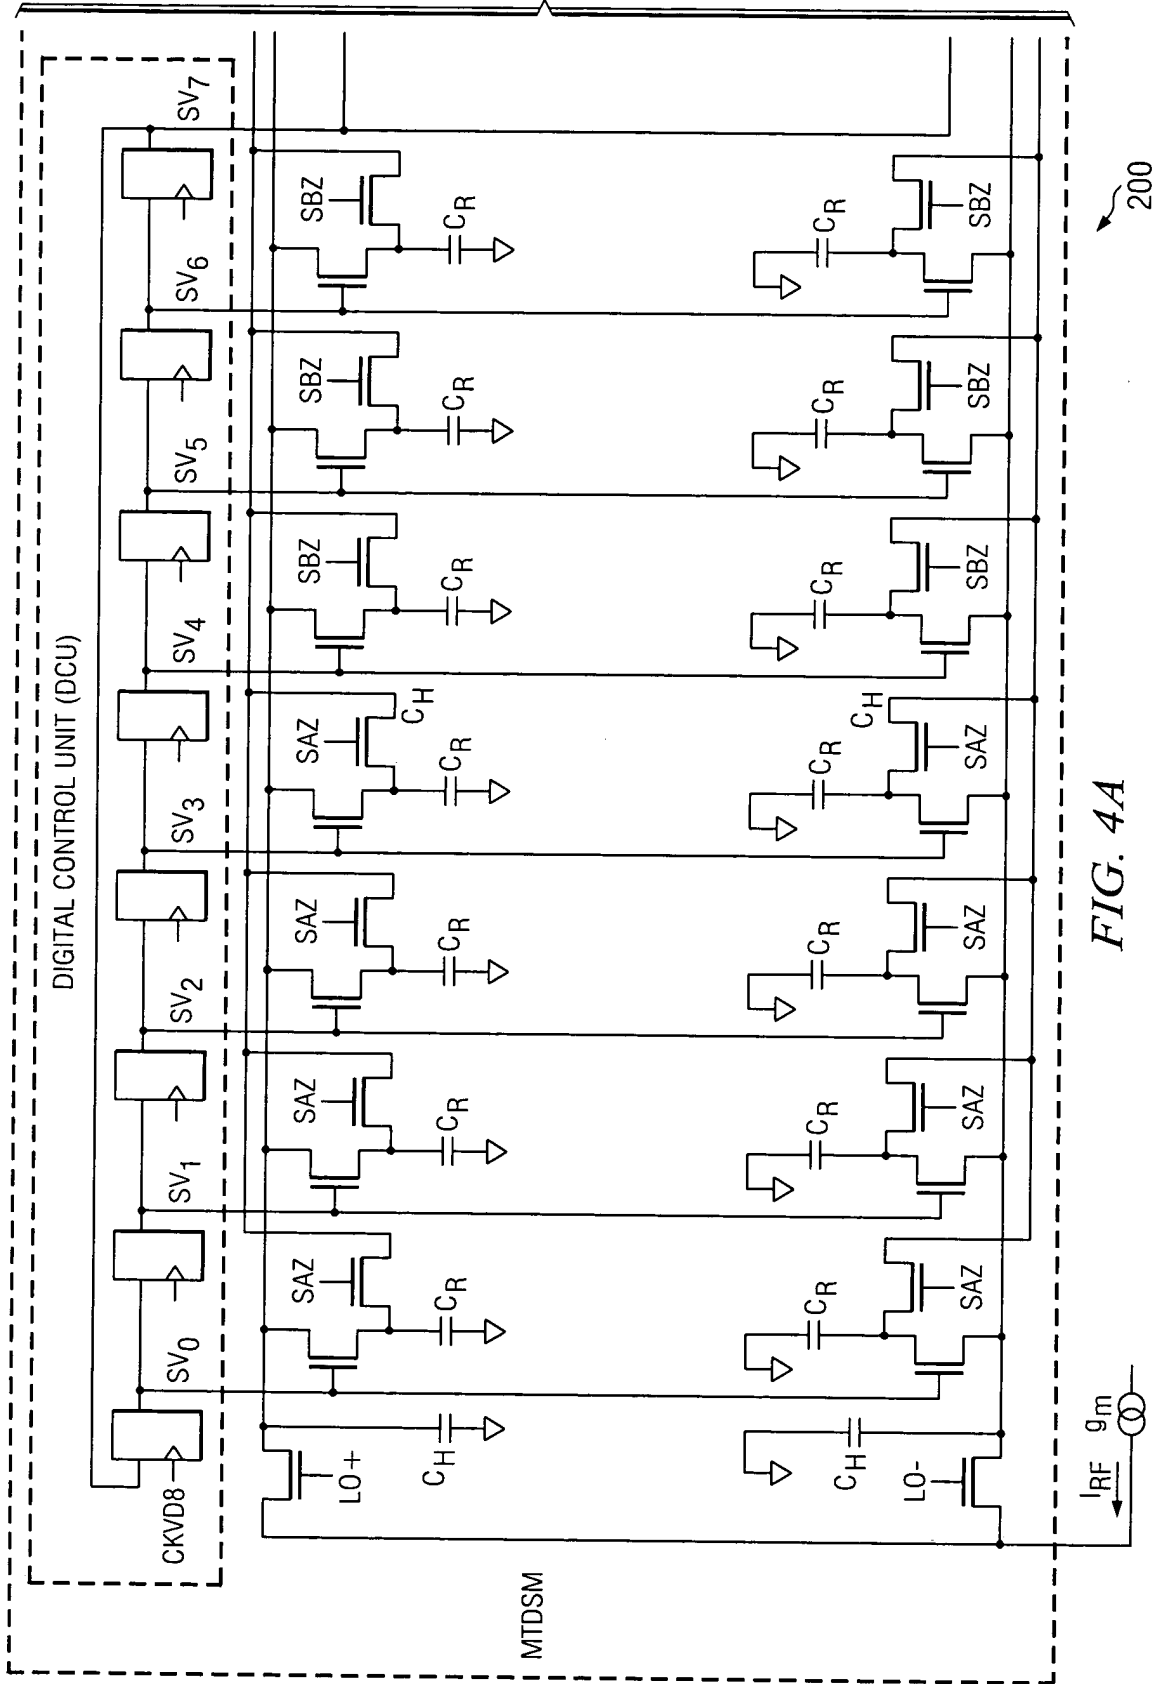 DIGITAL CONTROL UNIT (DCU)
SV0
SV1
SV2
SV3
SV4
SV5
SV6
SV7
CKVD8
SAZ
SAZ
SAZ
SAZ
SBZ
SBZ
SBZ
LO+
CH
CH
CR
CR
CR
CR
CR
CR
CR
MTDSM
CH
CR
CR
CR
CR
CR
CR
CR
CH
LO-
SAZ
SAZ
SAZ
SAZ
SBZ
SBZ
SBZ
IRF
gm
FIG. 4A
200